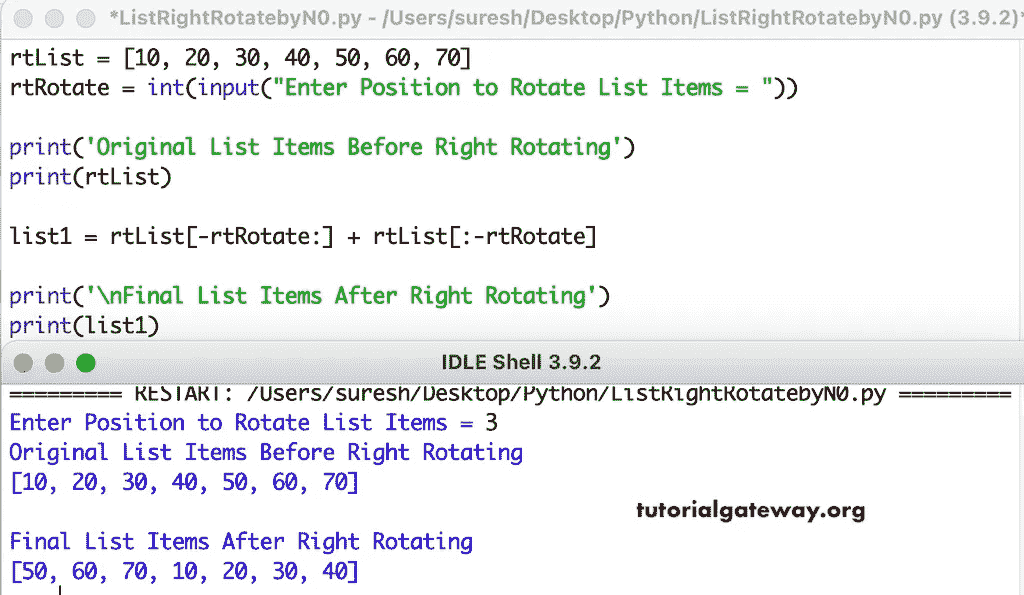 *ListRightRotatebyN0.py - /Users/suresh/Desktop/Python/ListRightRotatebyN0.py (3.9.2)*
rtList = [10, 20, 30, 40, 50, 60, 70]
rtRotate = int(input("Enter Position to Rotate List Items = "))
print('Original List Items Before Right Rotating')
print(rtList)
list1 = rtList[-rtRotate:] + rtList[:-rtRotate]
print('\nFinal List Items After Right Rotating')
print(list1)
IDLE Shell 3.9.2
========= RESTART: /Users/suresh/Desktop/Python/ListRightRotatebyN0.py =========
Enter Position to Rotate List Items = 3
Original List Items Before Right Rotating
[10, 20, 30, 40, 50, 60, 70]
tutorialgateway.org
Final List Items After Right Rotating
[50, 60, 70, 10, 20, 30, 40]